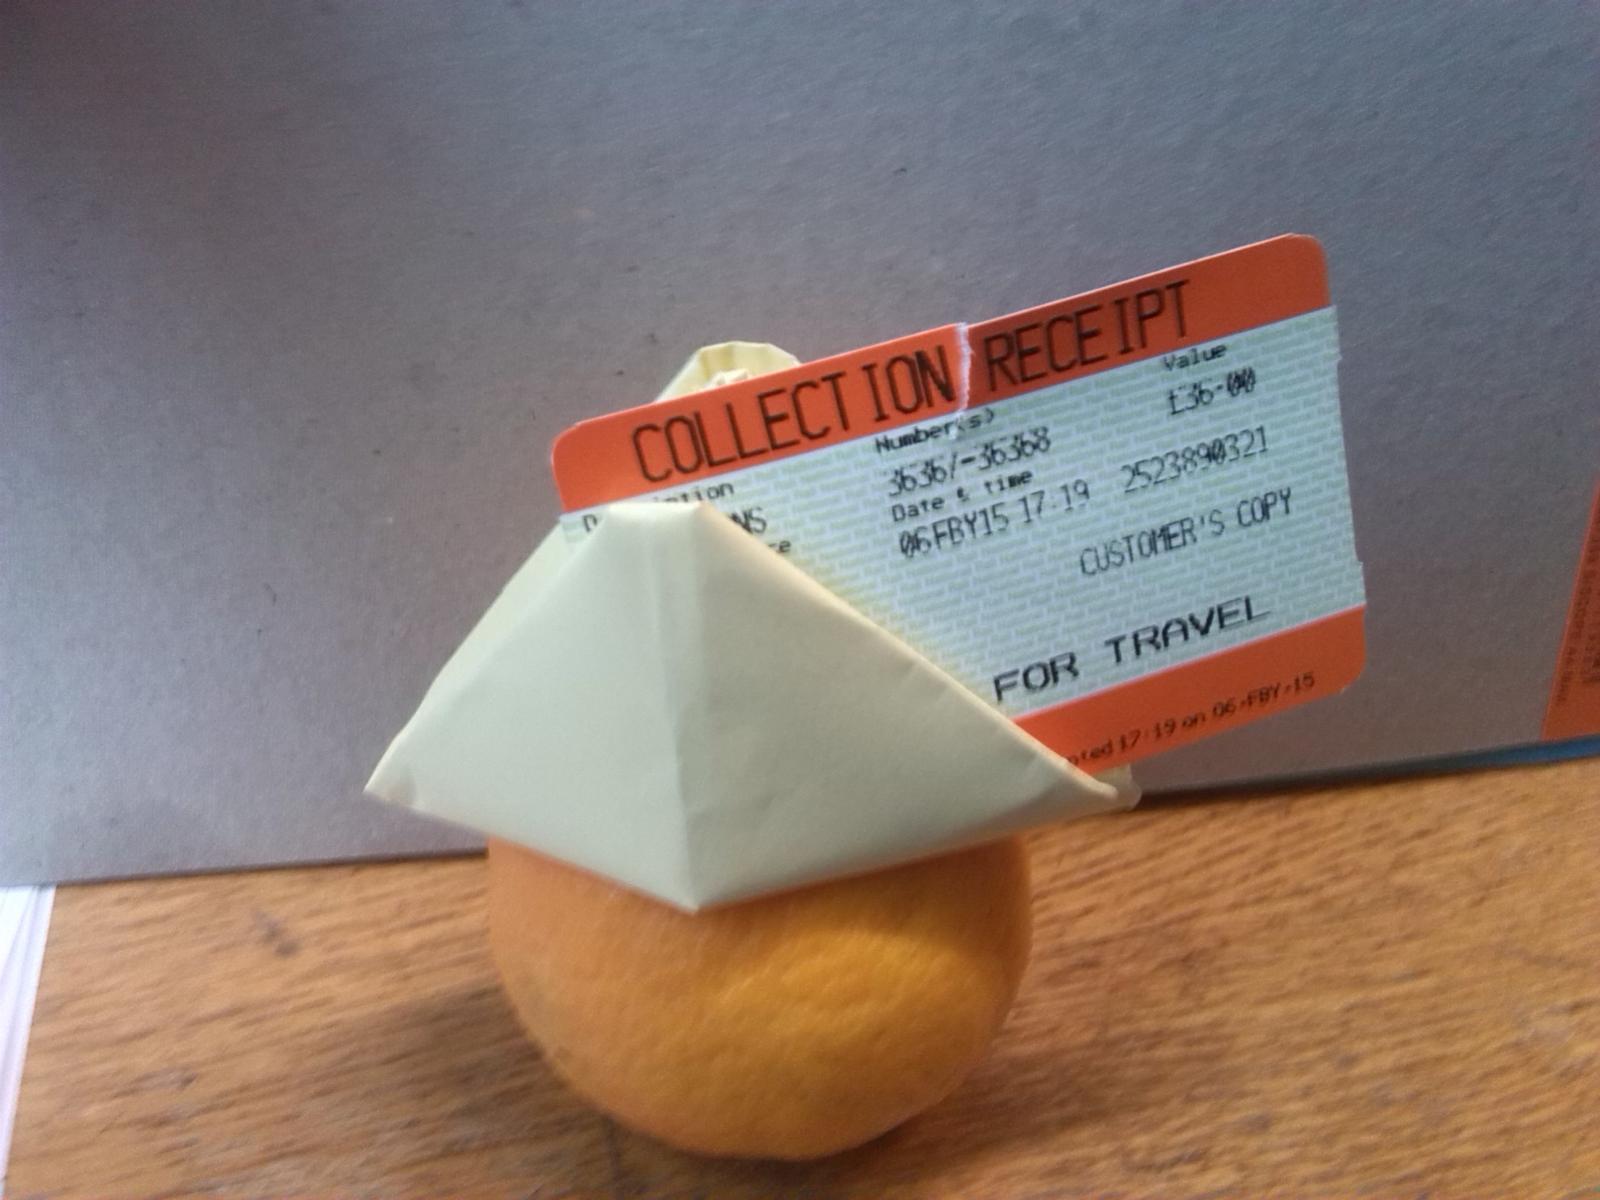 COLLECTION RECEIPT
Number(s) Value
36367-36368 £36-00
Date & time
06FBY15 17:19 2523890321
CUSTOMER'S COPY
FOR TRAVEL
17:19 on 06-FBY-15